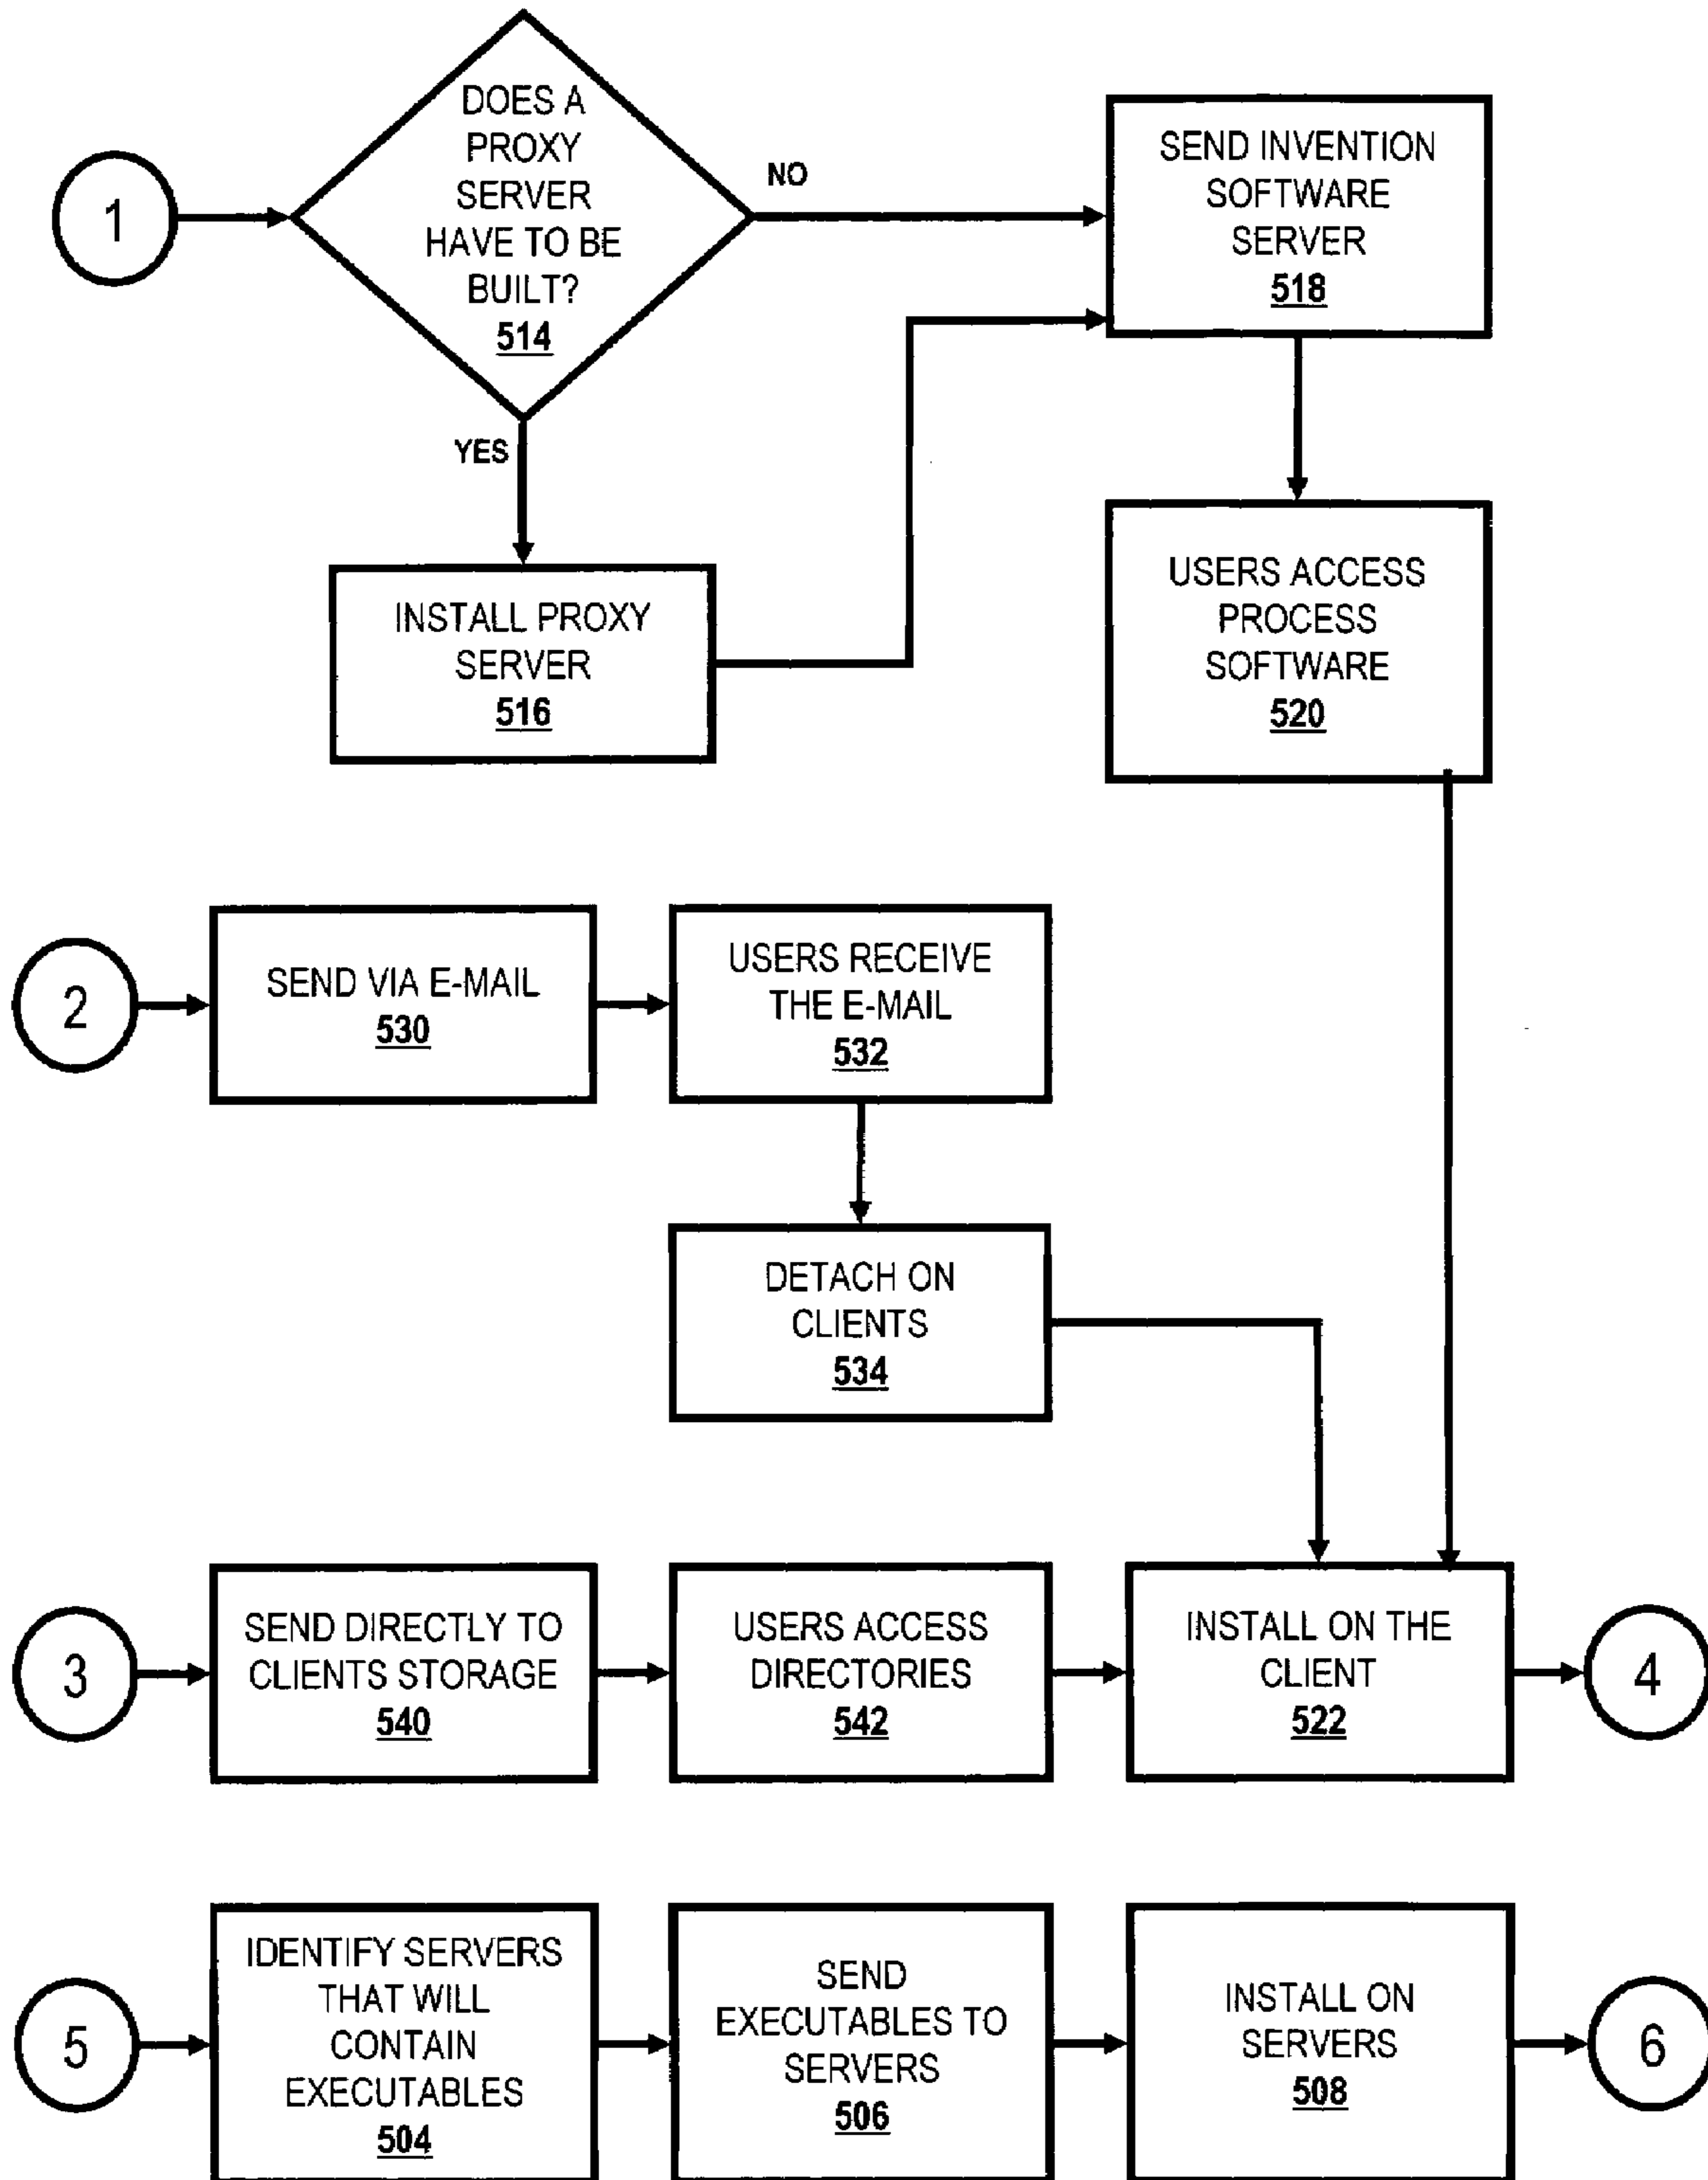 1
DOES A
PROXY
SERVER
HAVE TO BE
BUILT?
514
NO
YES
SEND INVENTION
SOFTWARE
SERVER
518
INSTALL PROXY
SERVER
516
USERS ACCESS
PROCESS
SOFTWARE
520
2
SEND VIA E-MAIL
530
USERS RECEIVE
THE E-MAIL
532
DETACH ON
CLIENTS
534
3
SEND DIRECTLY TO
CLIENTS STORAGE
540
USERS ACCESS
DIRECTORIES
542
INSTALL ON THE
CLIENT
522
4
5
IDENTIFY SERVERS
THAT WILL
CONTAIN
EXECUTABLES
504
SEND
EXECUTABLES TO
SERVERS
506
INSTALL ON
SERVERS
508
6